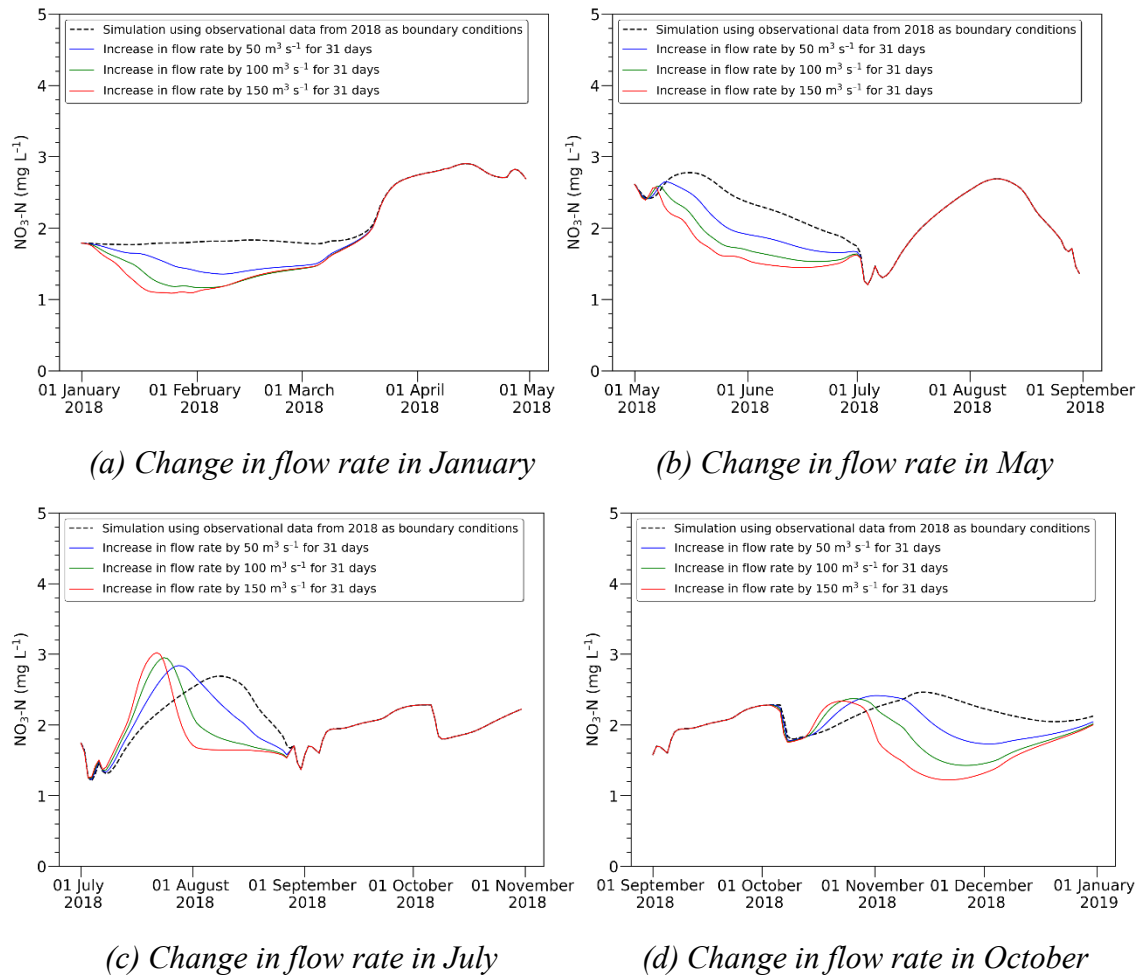 5
4
3
2
1
0
NO₃-N (mg L⁻¹)
Simulation using observational data from 2018 as boundary conditions
Increase in flow rate by 50 m³ s⁻¹ for 31 days
Increase in flow rate by 100 m³ s⁻¹ for 31 days
Increase in flow rate by 150 m³ s⁻¹ for 31 days
01 January 2018
01 February 2018
01 March 2018
01 April 2018
01 May 2018
(a) Change in flow rate in January
5
4
3
2
1
0
NO₃-N (mg L⁻¹)
Simulation using observational data from 2018 as boundary conditions
Increase in flow rate by 50 m³ s⁻¹ for 31 days
Increase in flow rate by 100 m³ s⁻¹ for 31 days
Increase in flow rate by 150 m³ s⁻¹ for 31 days
01 May 2018
01 June 2018
01 July 2018
01 August 2018
01 September 2018
(b) Change in flow rate in May
5
4
3
2
1
0
NO₃-N (mg L⁻¹)
Simulation using observational data from 2018 as boundary conditions
Increase in flow rate by 50 m³ s⁻¹ for 31 days
Increase in flow rate by 100 m³ s⁻¹ for 31 days
Increase in flow rate by 150 m³ s⁻¹ for 31 days
01 July 2018
01 August 2018
01 September 2018
01 October 2018
01 November 2018
(c) Change in flow rate in July
5
4
3
2
1
0
NO₃-N (mg L⁻¹)
Simulation using observational data from 2018 as boundary conditions
Increase in flow rate by 50 m³ s⁻¹ for 31 days
Increase in flow rate by 100 m³ s⁻¹ for 31 days
Increase in flow rate by 150 m³ s⁻¹ for 31 days
01 September 2018
01 October 2018
01 November 2018
01 December 2018
01 January 2019
(d) Change in flow rate in October